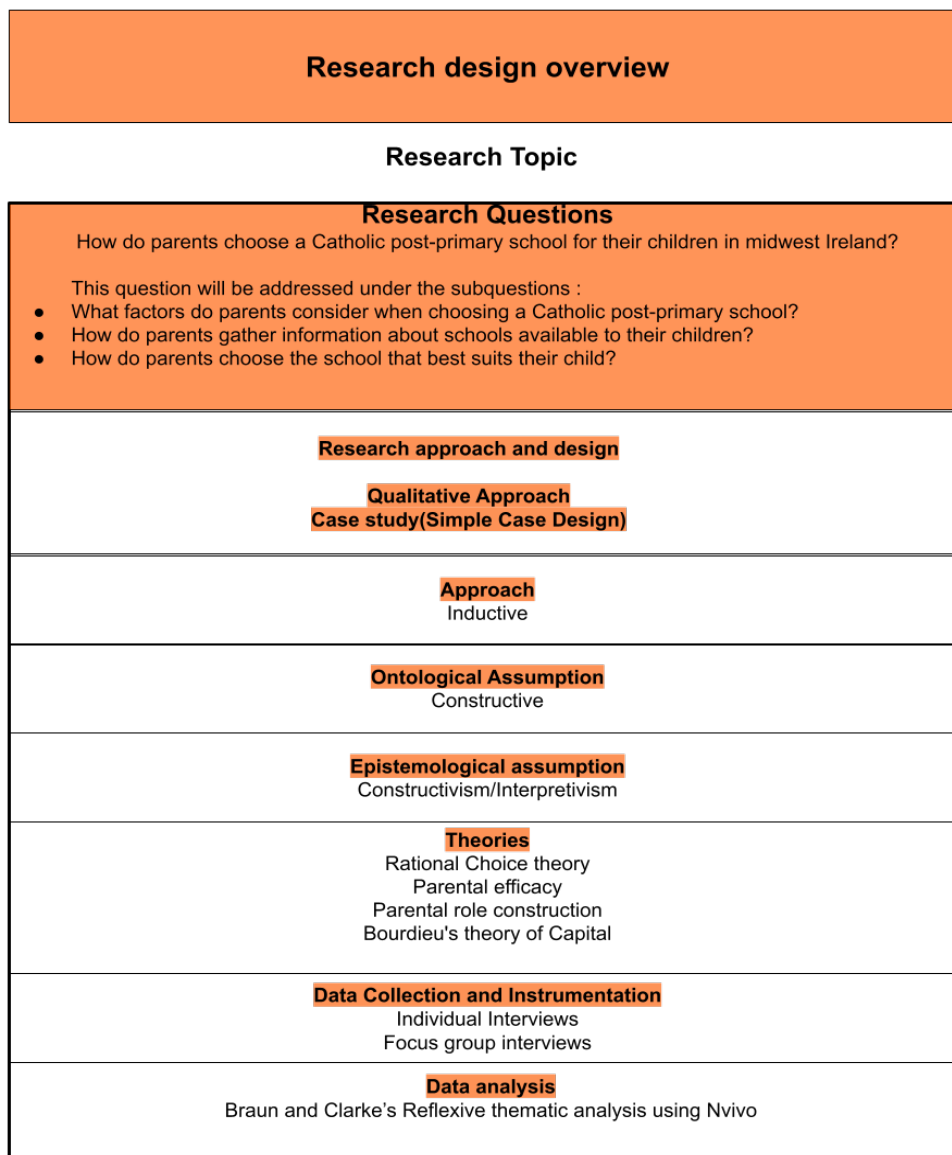 Research design overview
Research Topic
Research Questions
How do parents choose a Catholic post-primary school for their children in midwest Ireland?
This question will be addressed under the subquestions :
● What factors do parents consider when choosing a Catholic post-primary school?
● How do parents gather information about schools available to their children?
● How do parents choose the school that best suits their child?
Research approach and design
Qualitative Approach
Case study(Simple Case Design)
Approach
Inductive
Ontological Assumption
Constructive
Epistemological assumption
Constructivism/Interpretivism
Theories
Rational Choice theory
Parental efficacy
Parental role construction
Bourdieu's theory of Capital
Data Collection and Instrumentation
Individual Interviews
Focus group interviews
Data analysis
Braun and Clarke’s Reflexive thematic analysis using Nvivo